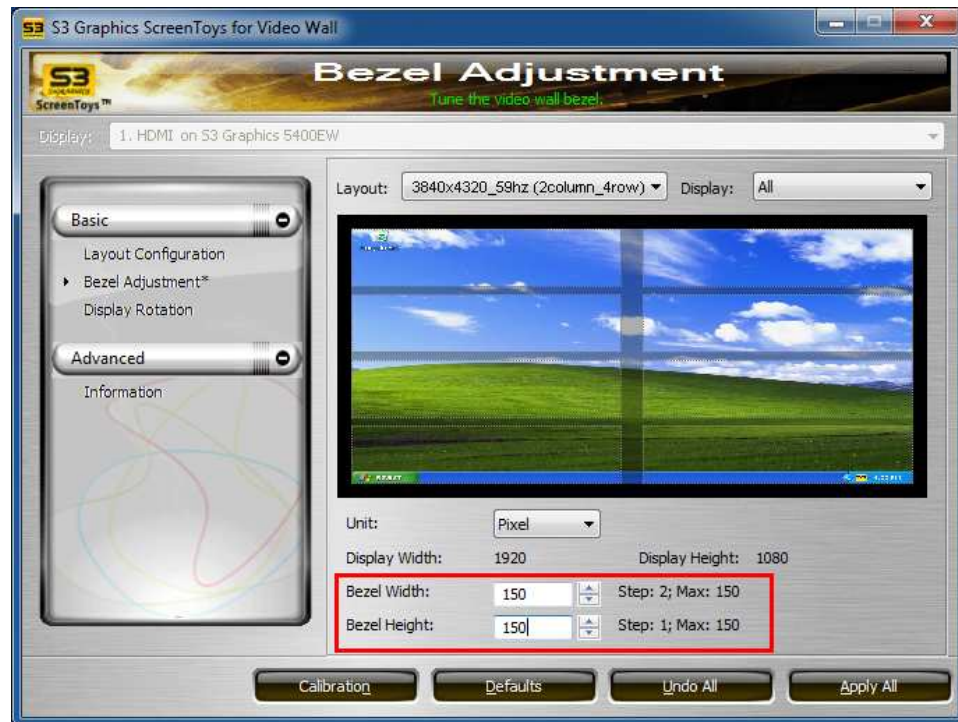 S3 S3 Graphics ScreenToys for Video Wall
S3
ScreenToys™
Bezel Adjustment
Tune the video wall bezel.
Display: 1. HDMI on S3 Graphics 5400EW
Layout: 3840x4320_59hz (2column_4row) Display: All
Basic
Layout Configuration
Bezel Adjustment*
Display Rotation
Advanced
Information
Unit: Pixel
Display Width: 1920 Display Height: 1080
Bezel Width: 150 Step: 2; Max: 150
Bezel Height: 150 Step: 1; Max: 150
Calibration Defaults Undo All Apply All